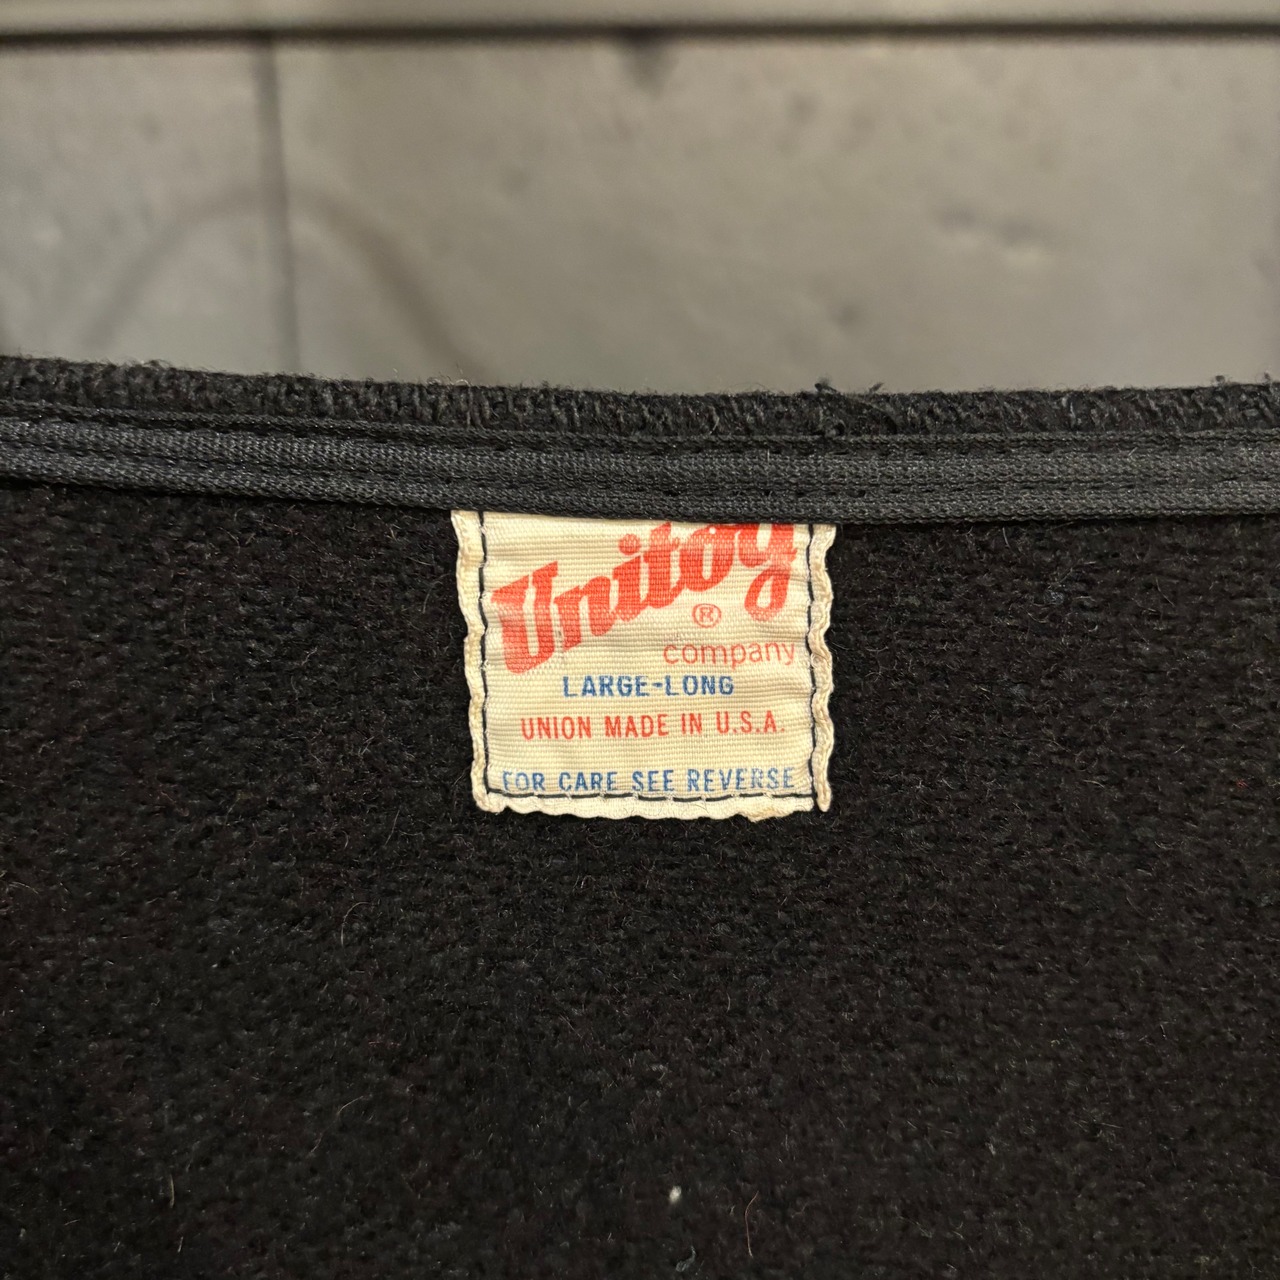 Unitog
®
company
LARGE-LONG
UNION MADE IN U.S.A.
FOR CARE SEE REVERSE